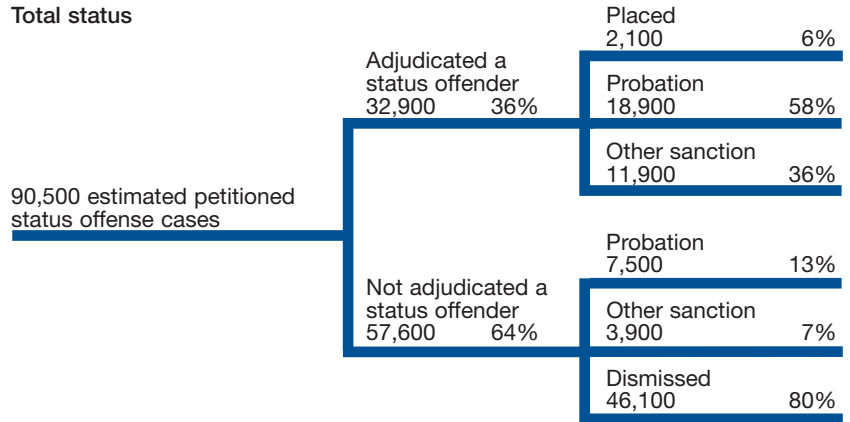 Total status
90,500 estimated petitioned
status offense cases
Adjudicated a
status offender
32,900 36%
Placed
2,100 6%
Probation
18,900 58%
Other sanction
11,900 36%
Not adjudicated a
status offender
57,600 64%
Probation
7,500 13%
Other sanction
3,900 7%
Dismissed
46,100 80%